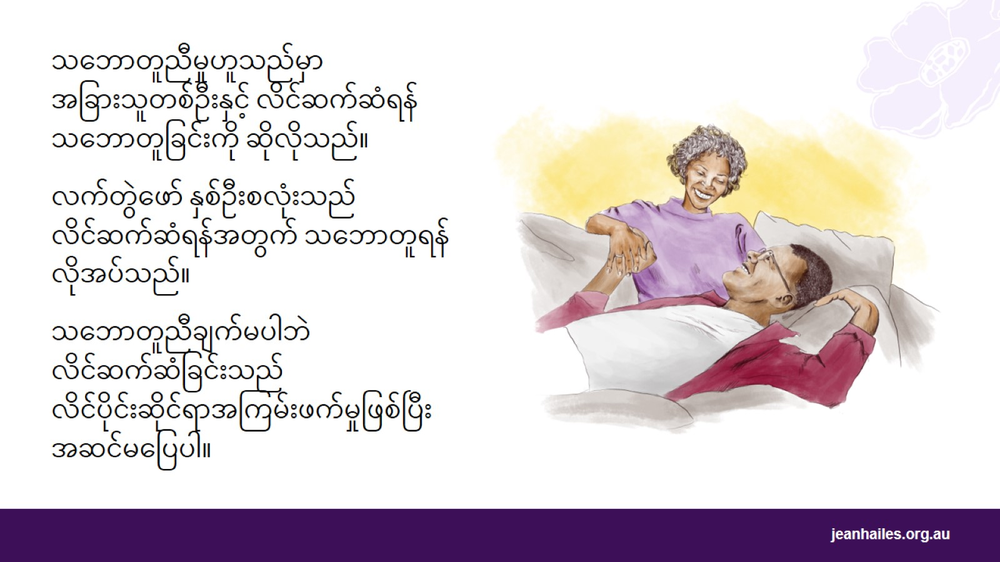 သဘောတူညီမှုဟူသည်မှာ
အခြားသူတစ်ဦးနှင့် လိင်ဆက်ဆံရန်
သဘောတူခြင်းကို ဆိုလိုသည်။
လက်တွဲဖော် နှစ်ဦးစလုံးသည်
လိင်ဆက်ဆံရန်အတွက် သဘောတူရန်
လိုအပ်သည်။
သဘောတူညီချက်မပါဘဲ
လိင်ဆက်ဆံခြင်းသည်
လိင်ပိုင်းဆိုင်ရာအကြမ်းဖက်မှုဖြစ်ပြီး
အဆင်မပြေပါ။
jeanhailes.org.au